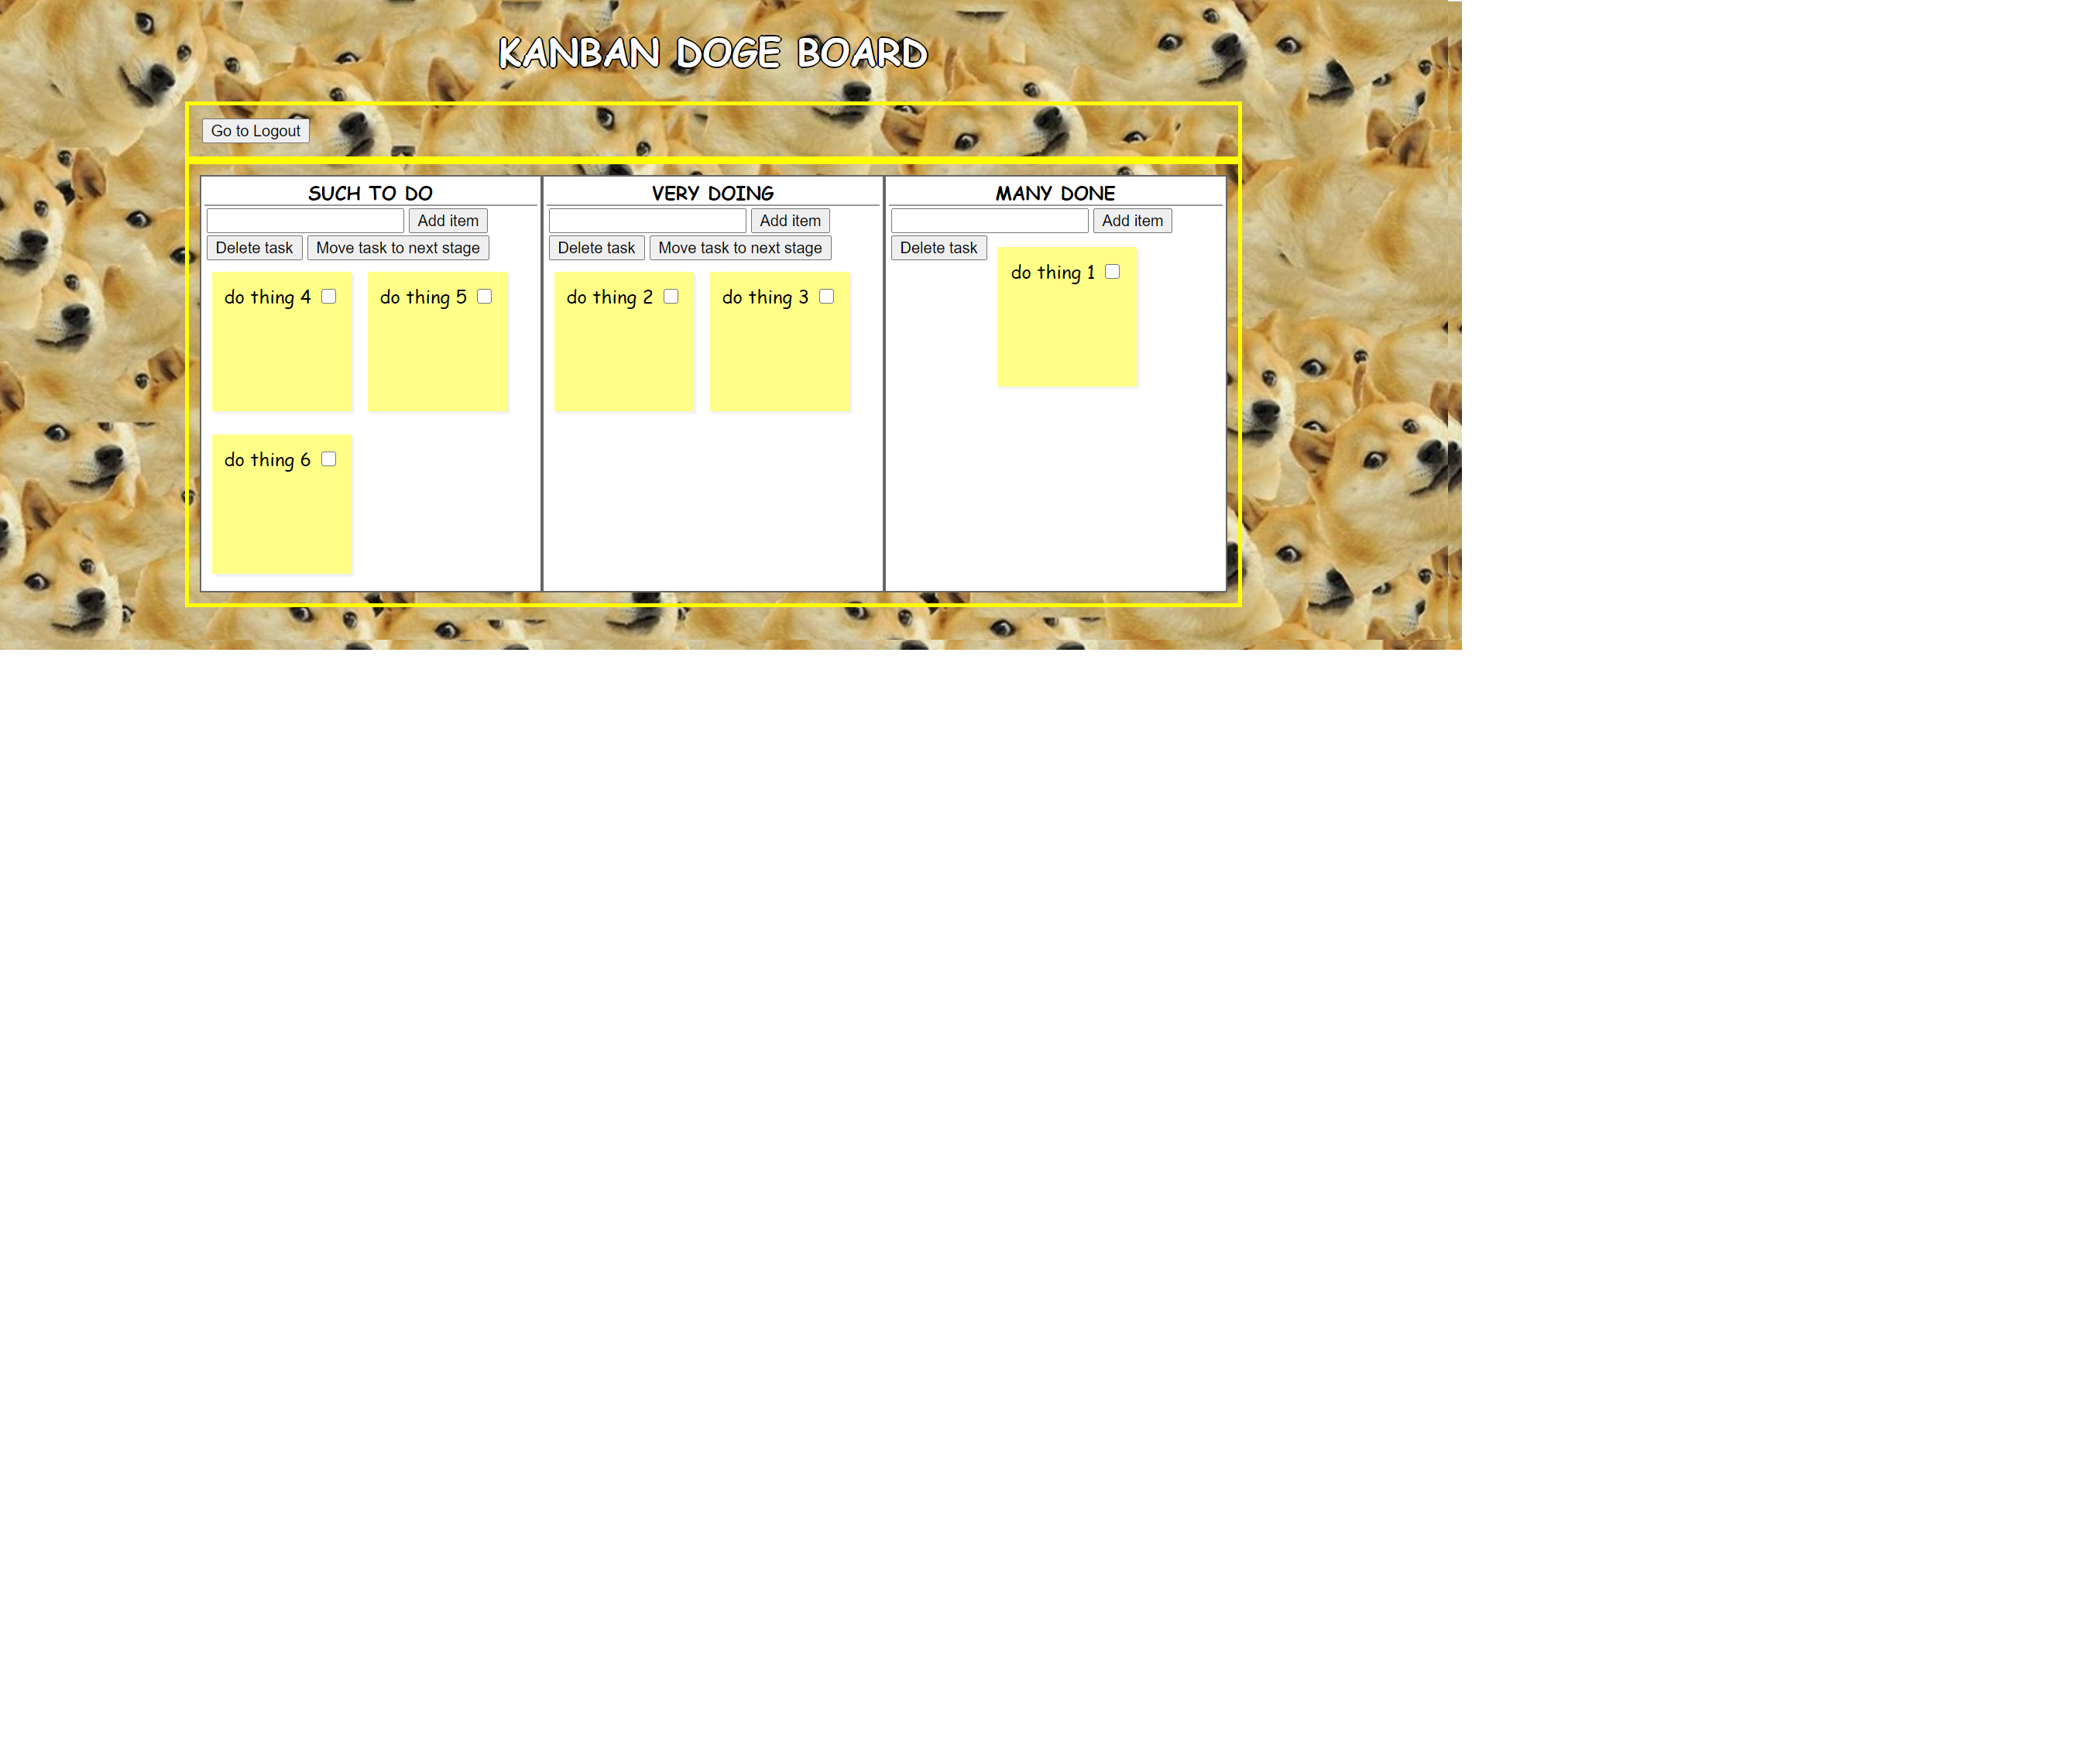 KANBAN DOGE BOARD
Go to Logout
SUCH TO DO
Add item
Delete task Move task to next stage
do thing 4 do thing 5
do thing 6
VERY DOING
Add item
Delete task Move task to next stage
do thing 2 do thing 3
MANY DONE
Add item
Delete task
do thing 1